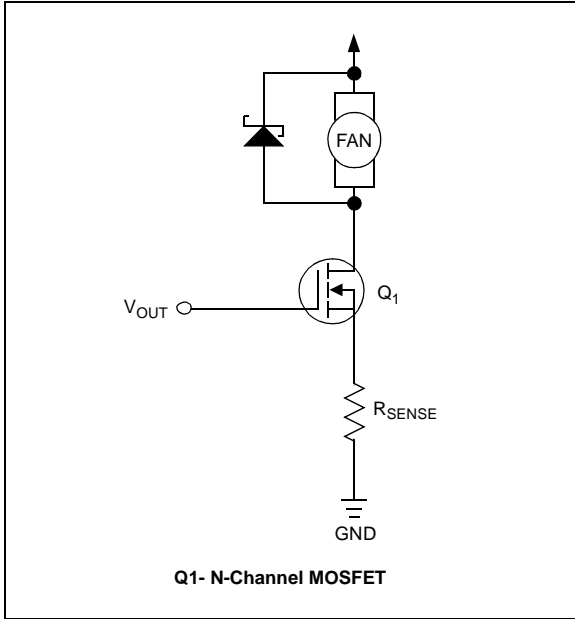 FAN
Q1
VOUT
RSENSE
GND
Q1- N-Channel MOSFET